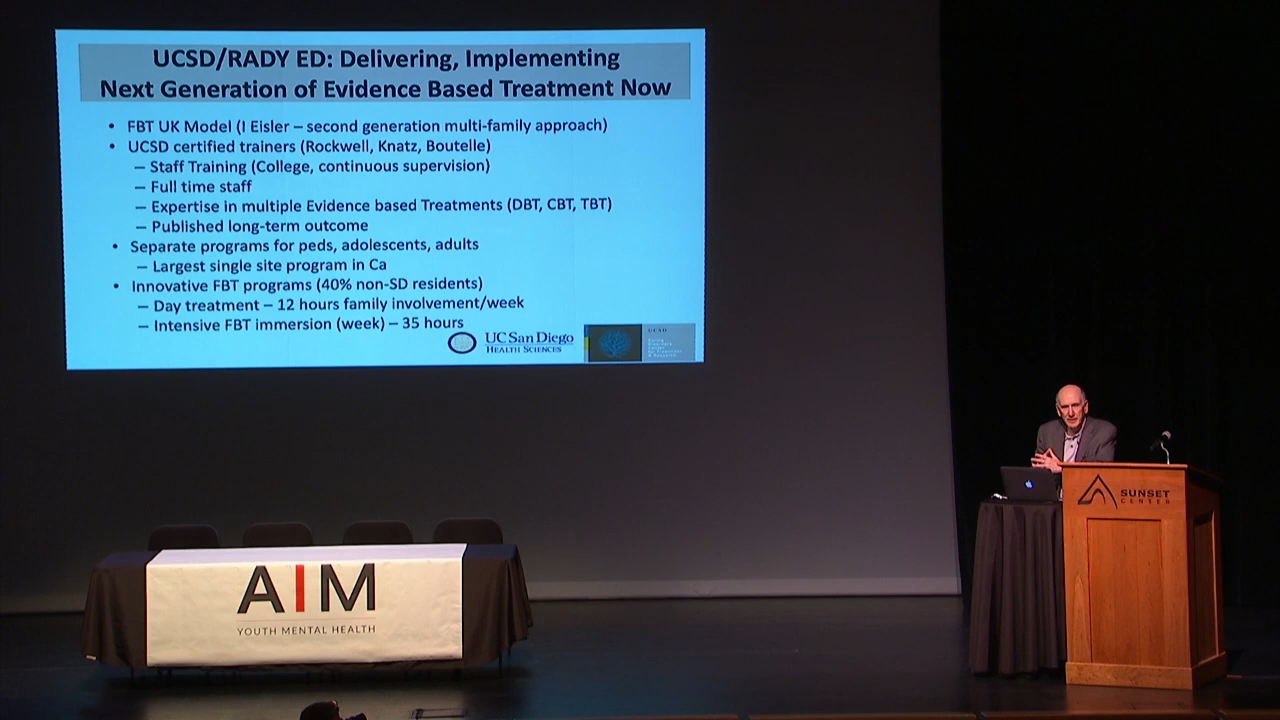 UCSD/RADY ED: Delivering, Implementing
Next Generation of Evidence Based Treatment Now
• FBT UK Model (I Eisler – second generation multi-family approach)
• UCSD certified trainers (Rockwell, Knatz, Boutelle)
– Staff Training (College, continuous supervision)
– Full time staff
– Expertise in multiple Evidence based Treatments (DBT, CBT, TBT)
– Published long-term outcome
• Separate programs for peds, adolescents, adults
– Largest single site program in Ca
• Innovative FBT programs (40% non-SD residents)
– Day treatment – 12 hours family involvement/week
– Intensive FBT immersion (week) – 35 hours
UC San Diego
HEALTH SCIENCES
UCSD
SUNSET
CENTER
AIM
YOUTH MENTAL HEALTH